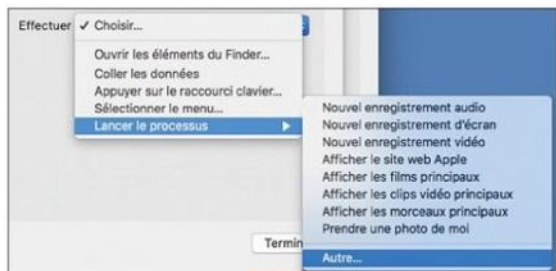 Effectuer ✓ Choisir...
Ouvrir les éléments du Finder...
Coller les données
Appuyer sur le raccourci clavier...
Sélectionner le menu...
Lancer le processus
Nouvel enregistrement audio
Nouvel enregistrement d'écran
Nouvel enregistrement vidéo
Afficher le site web Apple
Afficher les films principaux
Afficher les clips vidéo principaux
Afficher les morceaux principaux
Prendre une photo de moi
Termin
Autre...